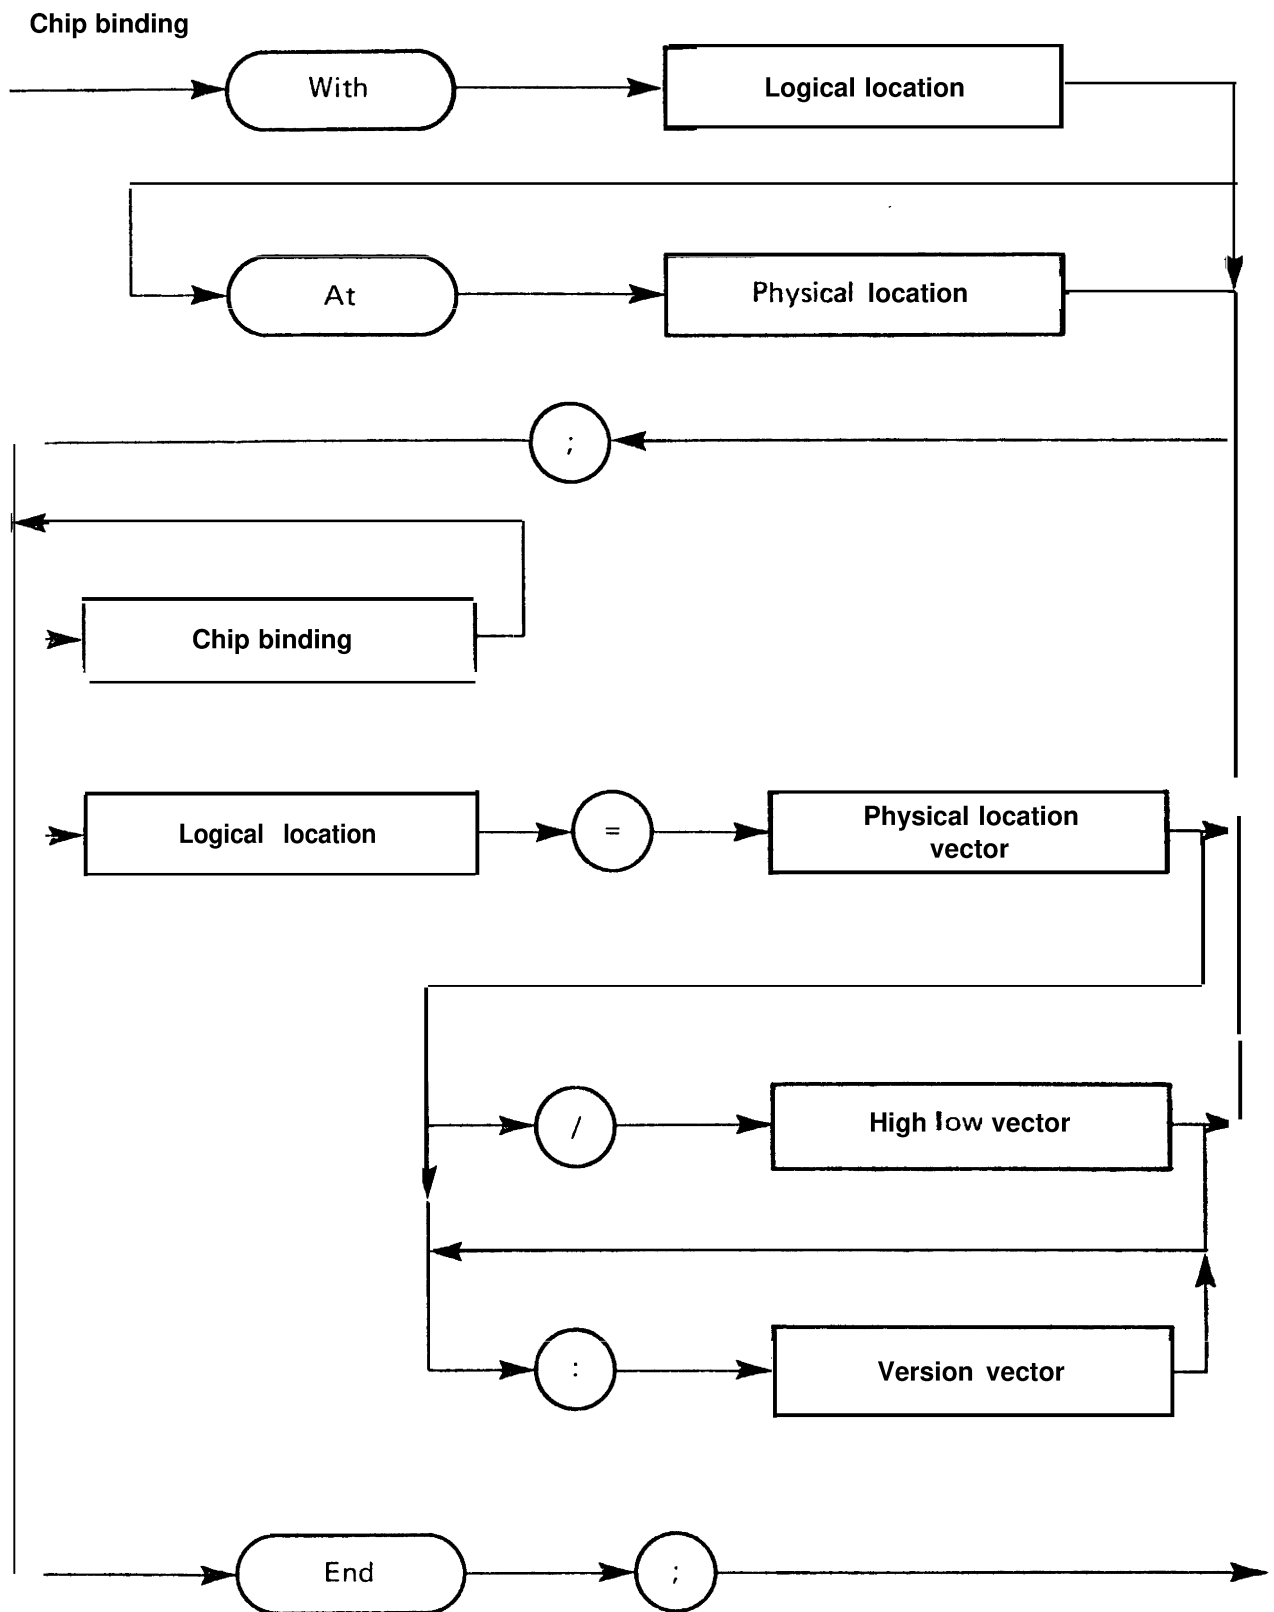 Chip binding
With
Logical location
At
Physical location
;
Chip binding
Logical location
=
Physical location
vector
/
High low vector
:
Version vector
End
;